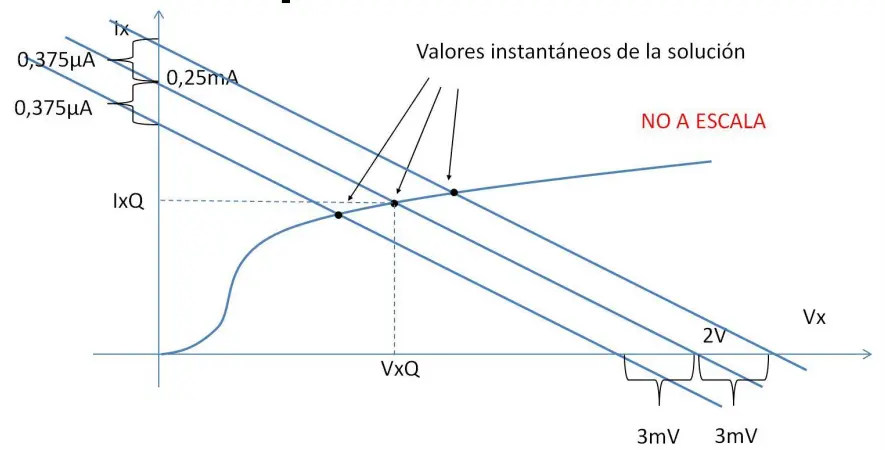 Ix
Valores instantáneos de la solución
0,375µA
0,25mA
0,375µA
NO A ESCALA
IxQ
Vx
2V
VxQ
3mV
3mV